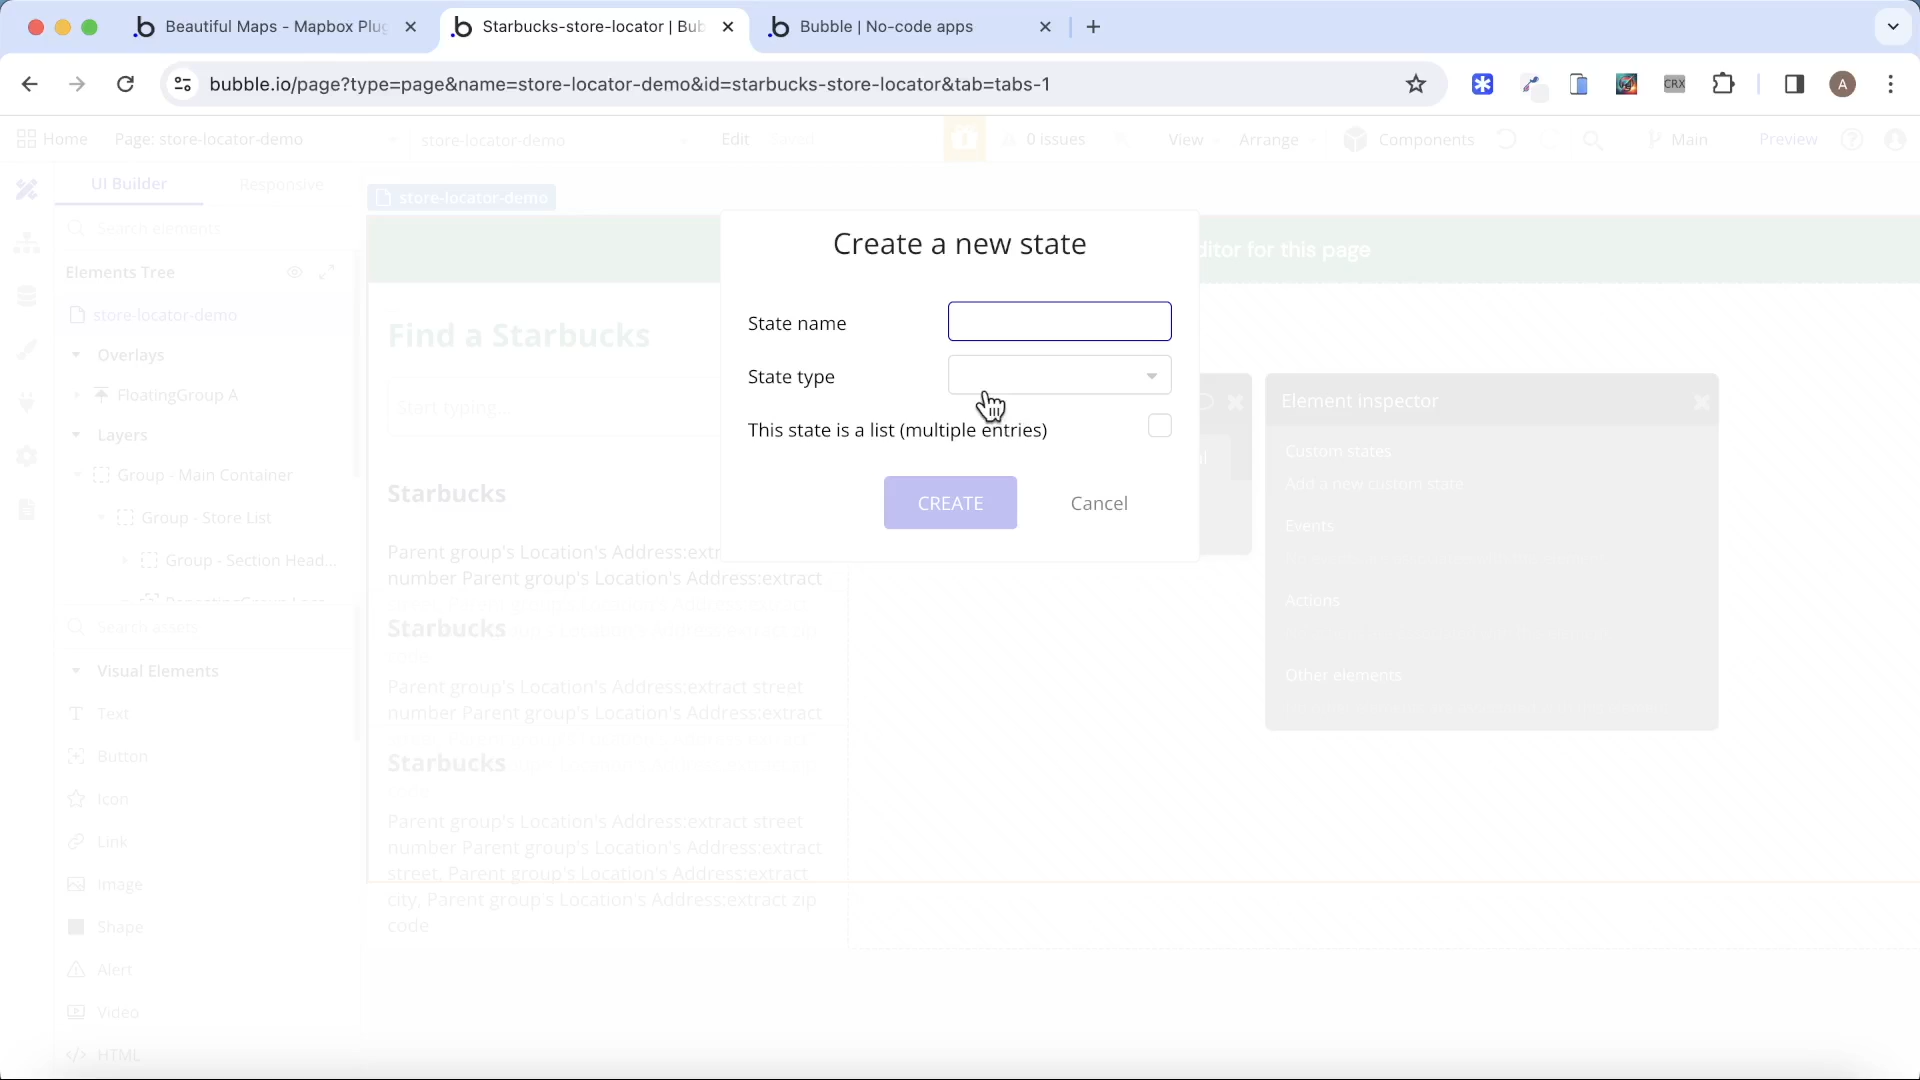 Beautiful Maps - Mapbox Plug
Starbucks-store-locator | Bub
Bubble | No-code apps
bubble.io/page?type=page&name=store-locator-demo&id=starbucks-store-locator&tab=tabs-1
CRX
A
Home
Page: store-locator-demo
store-locator-demo
Edit
Saved
0 issues
View
Arrange
Components
Main
Preview
UI Builder
Responsive
store-locator-demo
Search elements
Create a new state
ditor for this page
Elements Tree
store-locator-demo
State name
Find a Starbucks
Overlays
State type
FloatingGroup A
Start typing...
Element inspector
Layers
This state is a list (multiple entries)
Custom states
Group - Main Container
Add a new custom state
Starbucks
CREATE
Cancel
Group - Store List
Events
Parent group's Location's Address:extr
Group - Section Head...
number Parent group's Location's Address:extract
Actions
Search assets
Starbucks
Visual Elements
Other elements
Parent group's Location's Address:extract street
Text
number Parent group's Location's Address:extract
Button
Starbucks
Icon
Parent group's Location's Address:extract street
Link
number Parent group's Location's Address:extract
street, Parent group's Location's Address:extract
Image
city, Parent group's Location's Address:extract zip
code
Shape
Alert
Video
HTML